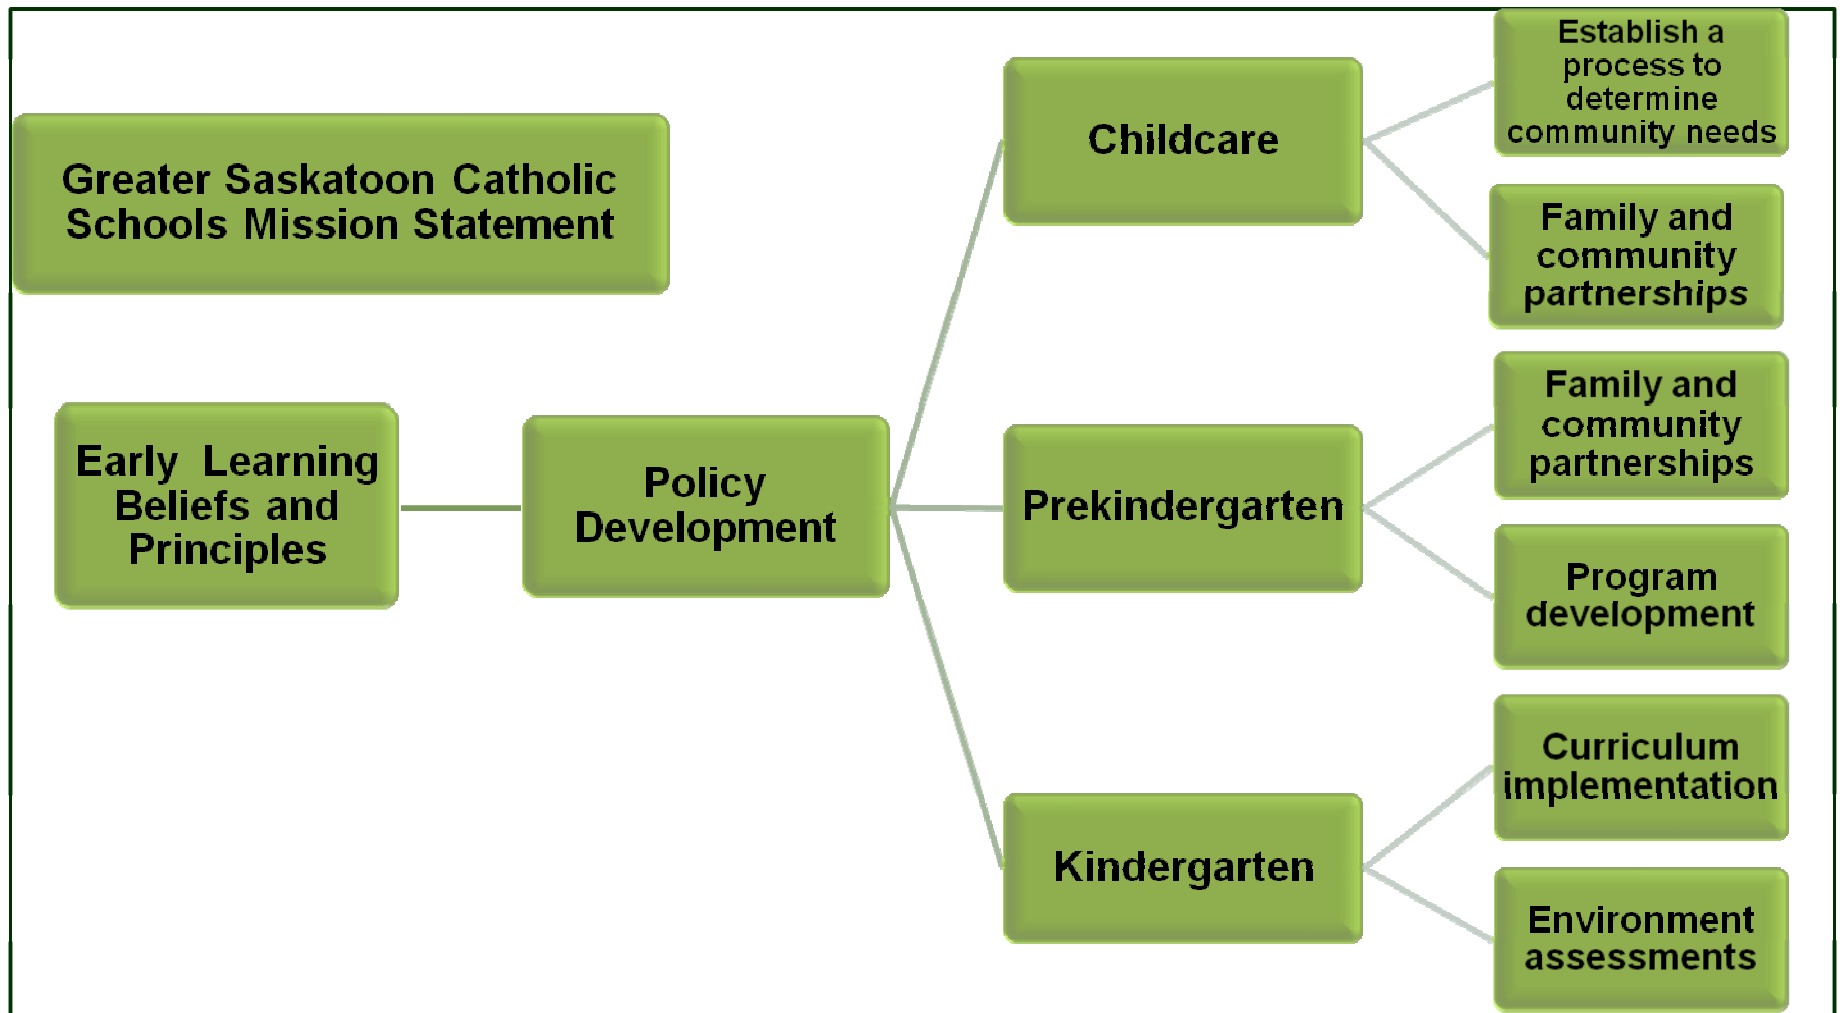 Greater Saskatoon Catholic
Schools Mission Statement
Early Learning
Beliefs and
Principles
Policy
Development
Childcare
Establish a
process to
determine
community needs
Family and
community
partnerships
Prekindergarten
Family and
community
partnerships
Program
development
Kindergarten
Curriculum
implementation
Environment
assessments